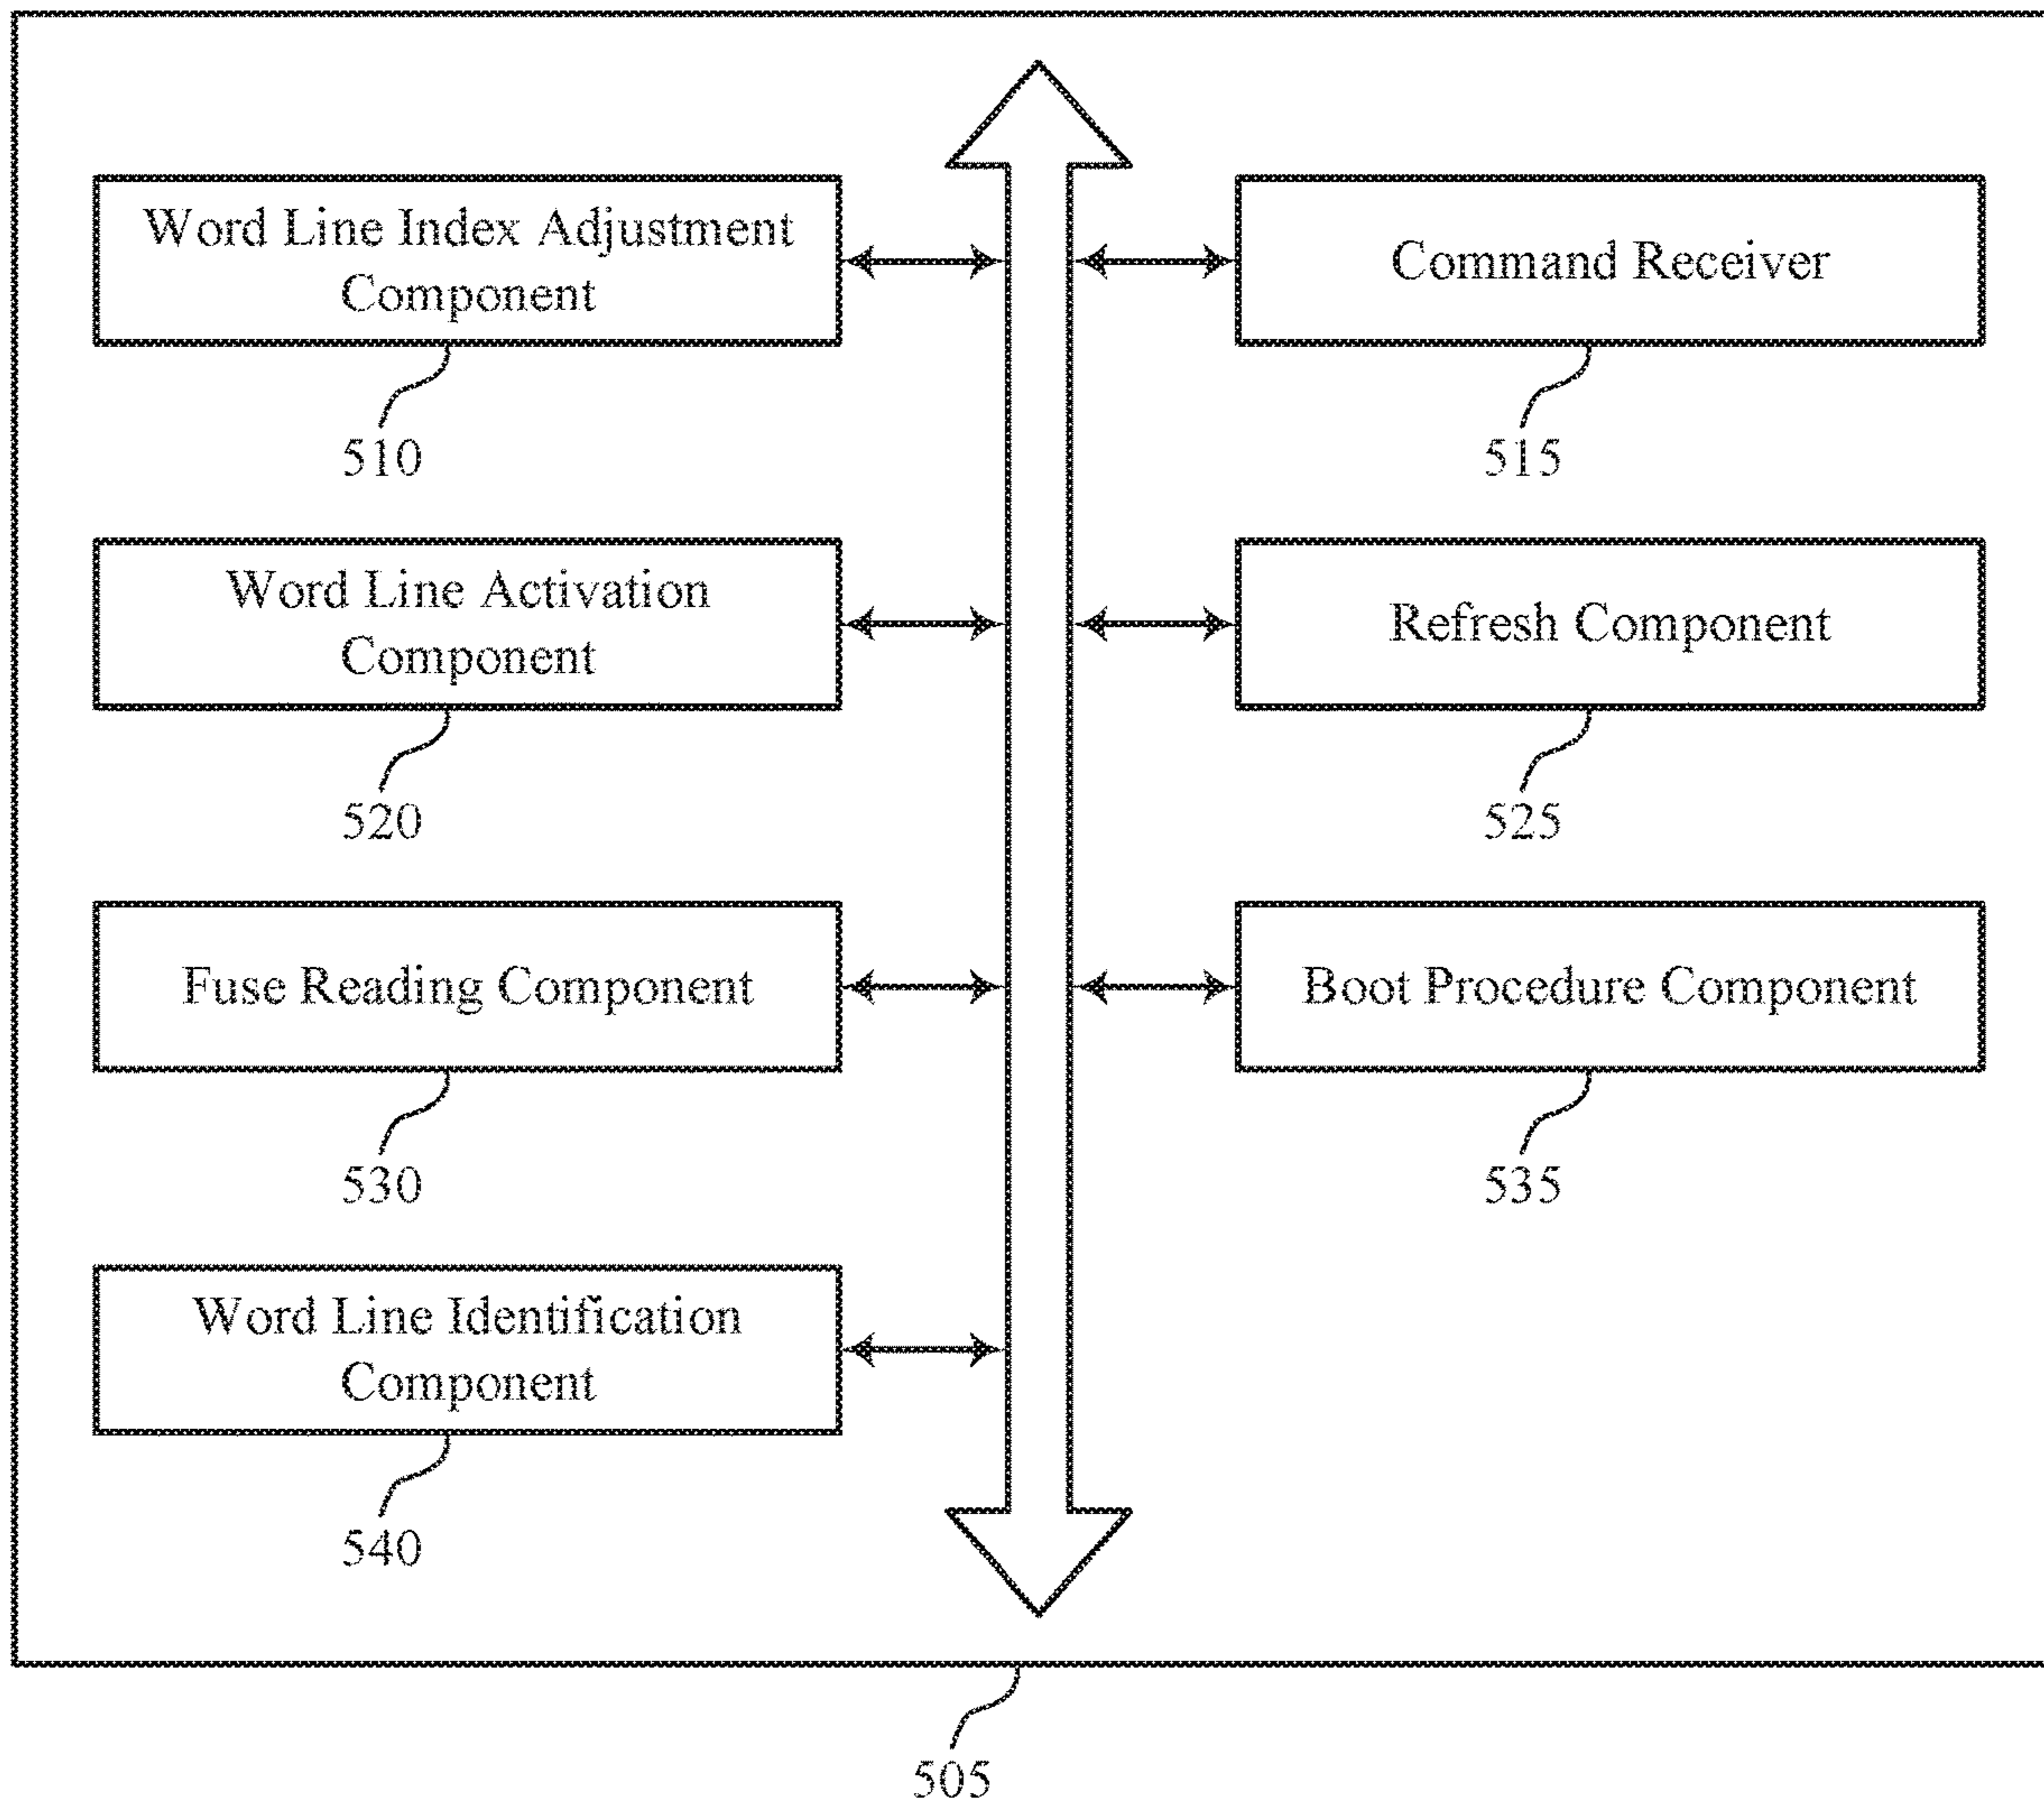 Word Line Index Adjustment
Component
510
Command Receiver
515
Word Line Activation
Component
520
Refresh Component
525
Fuse Reading Component
530
Boot Procedure Component
535
Word Line Identification
Component
540
505